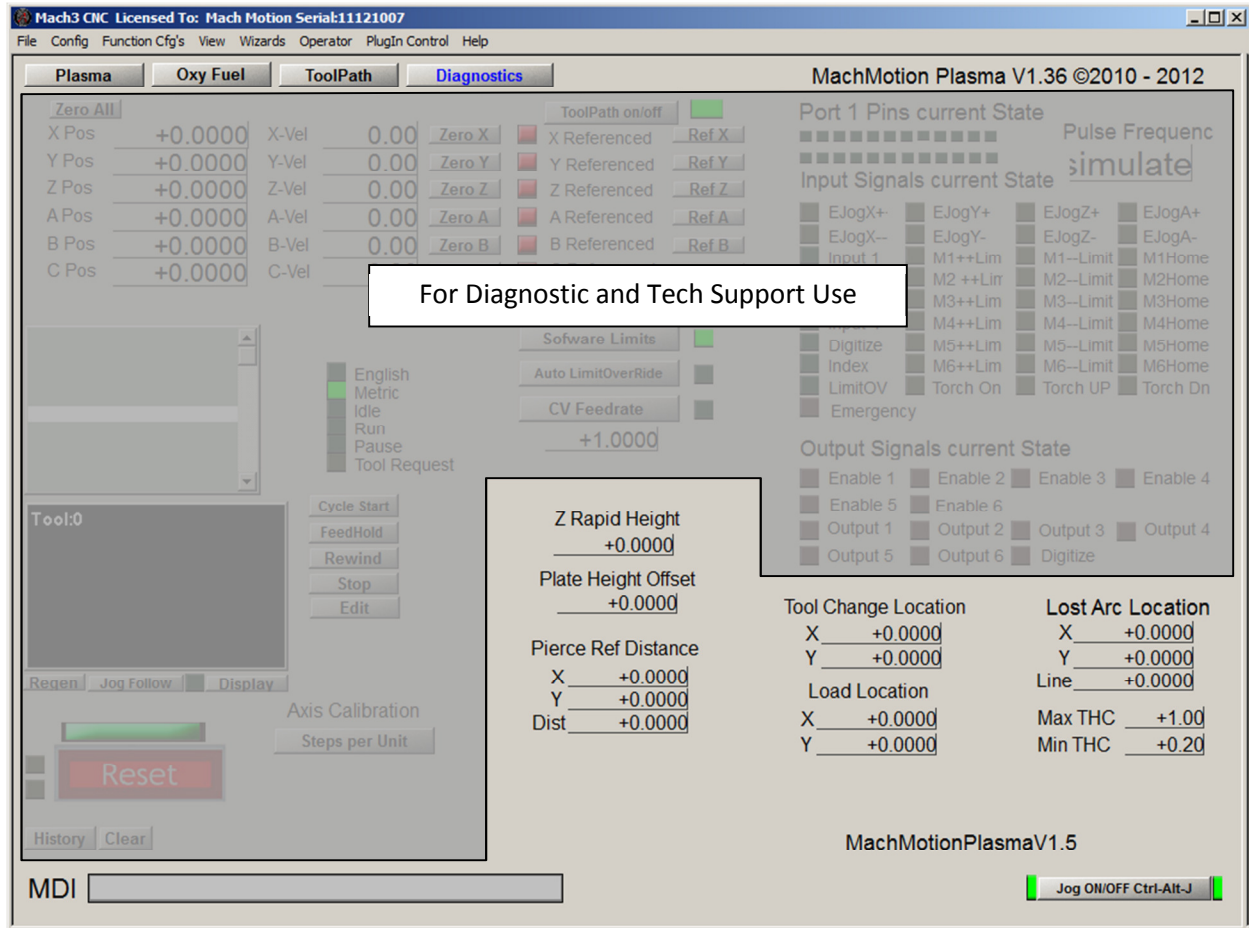 Mach3 CNC Licensed To: Mach Motion Serial:11121007
File Config Function Cfg's View Wizards Operator PlugIn Control Help
Plasma Oxy Fuel ToolPath Diagnostics MachMotion Plasma V1.36 ©2010 - 2012
Zero All ToolPath on/off Port 1 Pins current State
X Pos +0.0000 X-Vel 0.00 Zero X X Referenced Ref X Pulse Frequenc
Y Pos +0.0000 Y-Vel 0.00 Zero Y Y Referenced Ref Y simulate
Z Pos +0.0000 Z-Vel 0.00 Zero Z Z Referenced Ref Z Input Signals current State
A Pos +0.0000 A-Vel 0.00 Zero A A Referenced Ref A EJogX+- EJogY+ EJogZ+ EJogA+
B Pos +0.0000 B-Vel 0.00 Zero B B Referenced Ref B EJogX-- EJogY- EJogZ- EJogA-
C Pos +0.0000 C-Vel Input 1 M1++Lim M1--Limit M1Home
For Diagnostic and Tech Support Use M2 ++Lim M2--Limit M2Home
M3++Lim M3--Limit M3Home
M4++Lim M4--Limit M4Home
Sofware Limits Digitize M5++Lim M5--Limit M5Home
Index M6++Lim M6--Limit M6Home
English Auto LimitOverRide LimitOV Torch On Torch UP Torch Dn
Metric
Idle CV Feedrate Emergency
Run
Pause +1.0000 Output Signals current State
Tool Request
Enable 1 Enable 2 Enable 3 Enable 4
Cycle Start Enable 5 Enable 6
Tool:0 Z Rapid Height Output 1 Output 2 Output 3 Output 4
FeedHold +0.0000
Rewind Output 5 Output 6 Digitize
Stop Plate Height Offset
Edit +0.0000 Tool Change Location Lost Arc Location
X +0.0000 X +0.0000
Pierce Ref Distance Y +0.0000 Y +0.0000
X +0.0000 Line +0.0000
Regen Jog Follow Display Y +0.0000 Load Location
Axis Calibration Dist +0.0000 X +0.0000 Max THC +1.00
Steps per Unit Y +0.0000 Min THC +0.20
Reset
History Clear MachMotionPlasmaV1.5
MDI Jog ON/OFF Ctrl-Alt-J